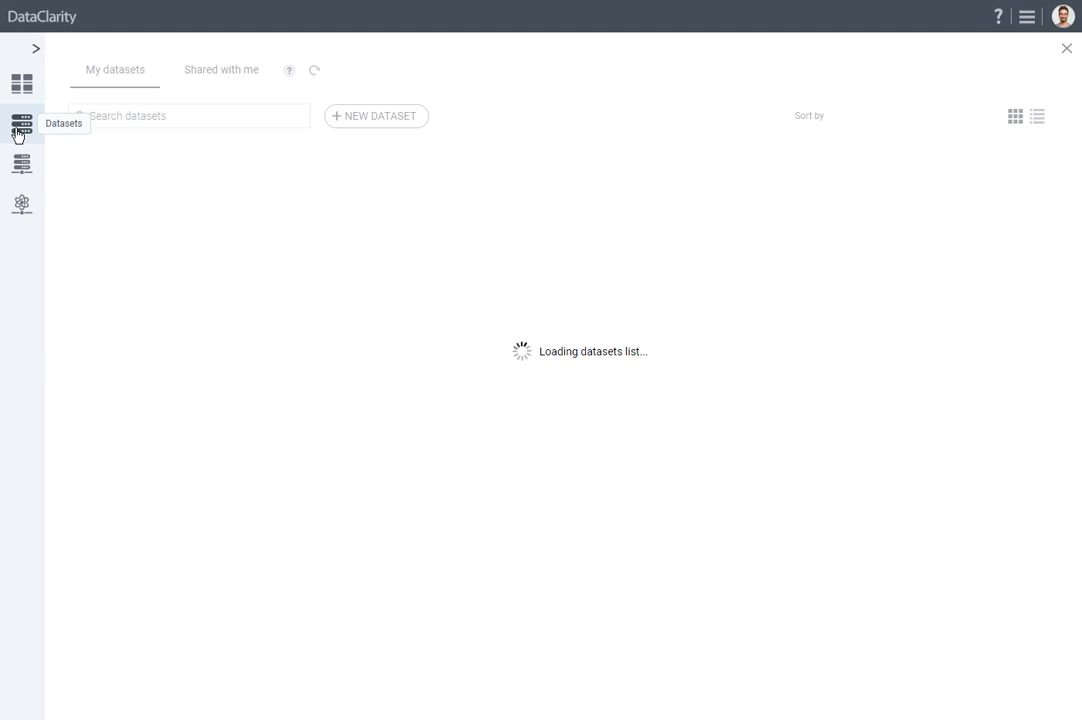 DataClarity
?
>
My datasets
Shared with me
?
Search datasets
+ NEW DATASET
Sort by
Datasets
Loading datasets list...